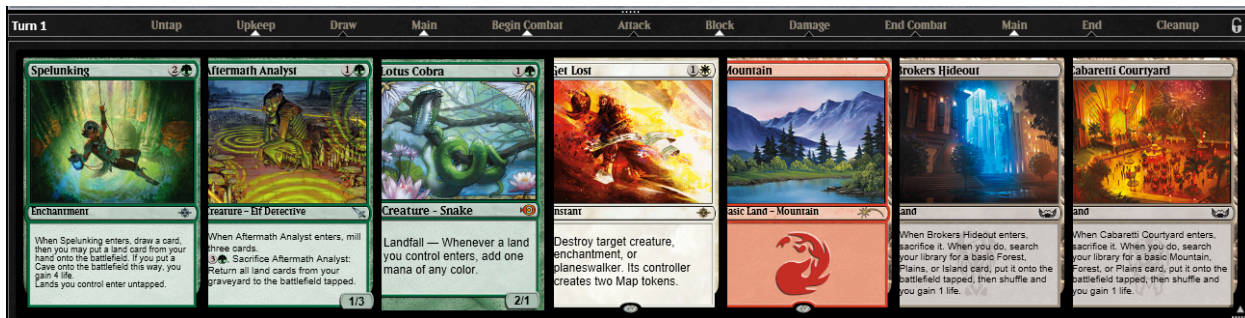 Turn 1
Untap
Upkeep
Draw
Main
Begin Combat
Attack
Block
Damage
End Combat
Main
End
Cleanup
Spelunking
2
Enchantment
When Spelunking enters, draw a card,
then you may put a land card from your
hand onto the battlefield. If you put a
Cave onto the battlefield this way, you
gain 4 life.
Lands you control enter untapped.
Aftermath Analyst
1
Creature - Elf Detective
When Aftermath Analyst enters, mill
three cards.
3, Sacrifice Aftermath Analyst:
Return all land cards from your
graveyard to the battlefield tapped.
1/3
Lotus Cobra
1
Creature - Snake
Landfall — Whenever a land
you control enters, add one
mana of any color.
2/1
Get Lost
1
Instant
Destroy target creature,
enchantment, or
planeswalker. Its controller
creates two Map tokens.
Mountain
Basic Land - Mountain
Brokers Hideout
Land
When Brokers Hideout enters,
sacrifice it. When you do, search
your library for a basic Forest,
Plains, or Island card, put it onto the
battlefield tapped, then shuffle and
you gain 1 life.
Cabaretti Courtyard
Land
When Cabaretti Courtyard enters,
sacrifice it. When you do, search
your library for a basic Mountain,
Forest, or Plains card, put it onto the
battlefield tapped, then shuffle and
you gain 1 life.